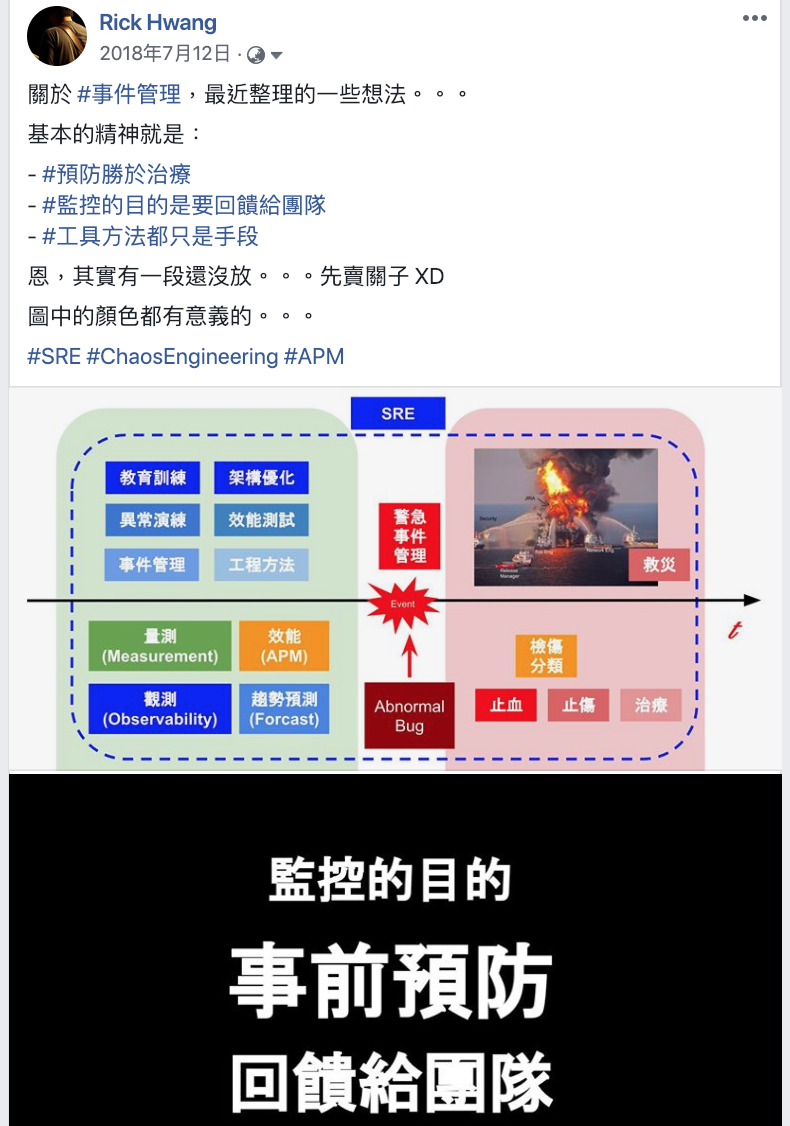 Rick Hwang
2018年7月12日
關於 #事件管理，最近整理的一些想法。。。
基本的精神就是：
- #預防勝於治療
- #監控的目的是要回饋給團隊
- #工具方法都只是手段
恩，其實有一段還沒放。。。先賣關子 XD
圖中的顏色都有意義的。。。
#SRE #ChaosEngineering #APM
SRE
教育訓練
架構優化
異常演練
效能測試
事件管理
工程方法
警急
事件
管理
JIRA
Security
Fire Eng
Network Eng
Release
Manager
救災
Event
t
量測
(Measurement)
效能
(APM)
觀測
(Observability)
趨勢預測
(Forcast)
Abnormal
Bug
檢傷
分類
止血
止傷
治療
監控的目的
事前預防
回饋給團隊